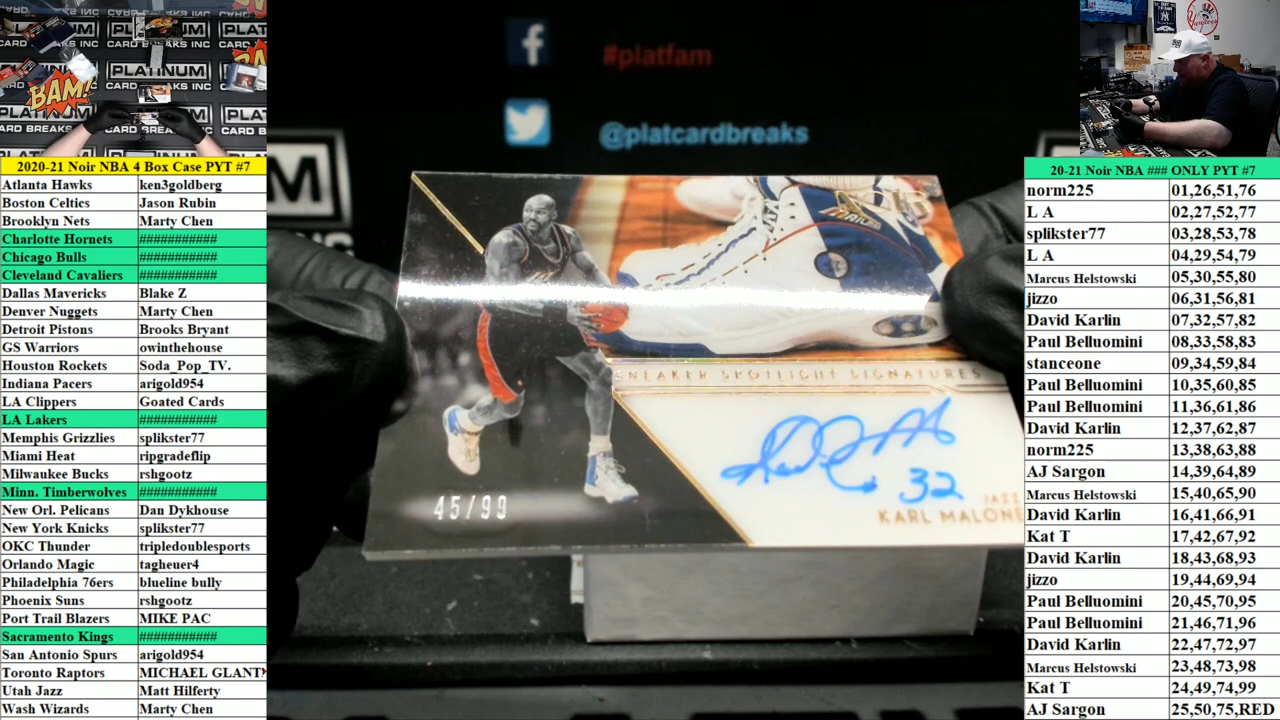 PLATINUM
CARD BREAKS INC
BAM!
#platfam
@platcardbreaks
2020-21 Noir NBA 4 Box Case PYT #7
Atlanta Hawks ken3goldberg
Boston Celtics Jason Rubin
Brooklyn Nets Marty Chen
Charlotte Hornets ###########
Chicago Bulls ###########
Cleveland Cavaliers ###########
Dallas Mavericks Blake Z
Denver Nuggets Marty Chen
Detroit Pistons Brooks Bryant
GS Warriors owinthehouse
Houston Rockets Soda_Pop_TV.
Indiana Pacers arigold954
LA Clippers Goated Cards
LA Lakers ###########
Memphis Grizzlies splikster77
Miami Heat ripgradeflip
Milwaukee Bucks rshgootz
Minn. Timberwolves ###########
New Orl. Pelicans Dan Dykhouse
New York Knicks splikster77
OKC Thunder tripledoublesports
Orlando Magic tagheuer4
Philadelphia 76ers blueline bully
Phoenix Suns rshgootz
Port Trail Blazers MIKE PAC
Sacramento Kings ###########
San Antonio Spurs arigold954
Toronto Raptors MICHAEL GLANT
Utah Jazz Matt Hilferty
Wash Wizards Marty Chen
SNEAKER SPOTLIGHT SIGNATURES
32
JAZZ
KARL MALONE
45/99
20-21 Noir NBA ### ONLY PYT #7
norm225 01,26,51,76
L A 02,27,52,77
splikster77 03,28,53,78
L A 04,29,54,79
Marcus Helstowski 05,30,55,80
jizzo 06,31,56,81
David Karlin 07,32,57,82
Paul Belluomini 08,33,58,83
stanceone 09,34,59,84
Paul Belluomini 10,35,60,85
Paul Belluomini 11,36,61,86
David Karlin 12,37,62,87
norm225 13,38,63,88
AJ Sargon 14,39,64,89
Marcus Helstowski 15,40,65,90
David Karlin 16,41,66,91
Kat T 17,42,67,92
David Karlin 18,43,68,93
jizzo 19,44,69,94
Paul Belluomini 20,45,70,95
Paul Belluomini 21,46,71,96
David Karlin 22,47,72,97
Marcus Helstowski 23,48,73,98
Kat T 24,49,74,99
AJ Sargon 25,50,75,RED